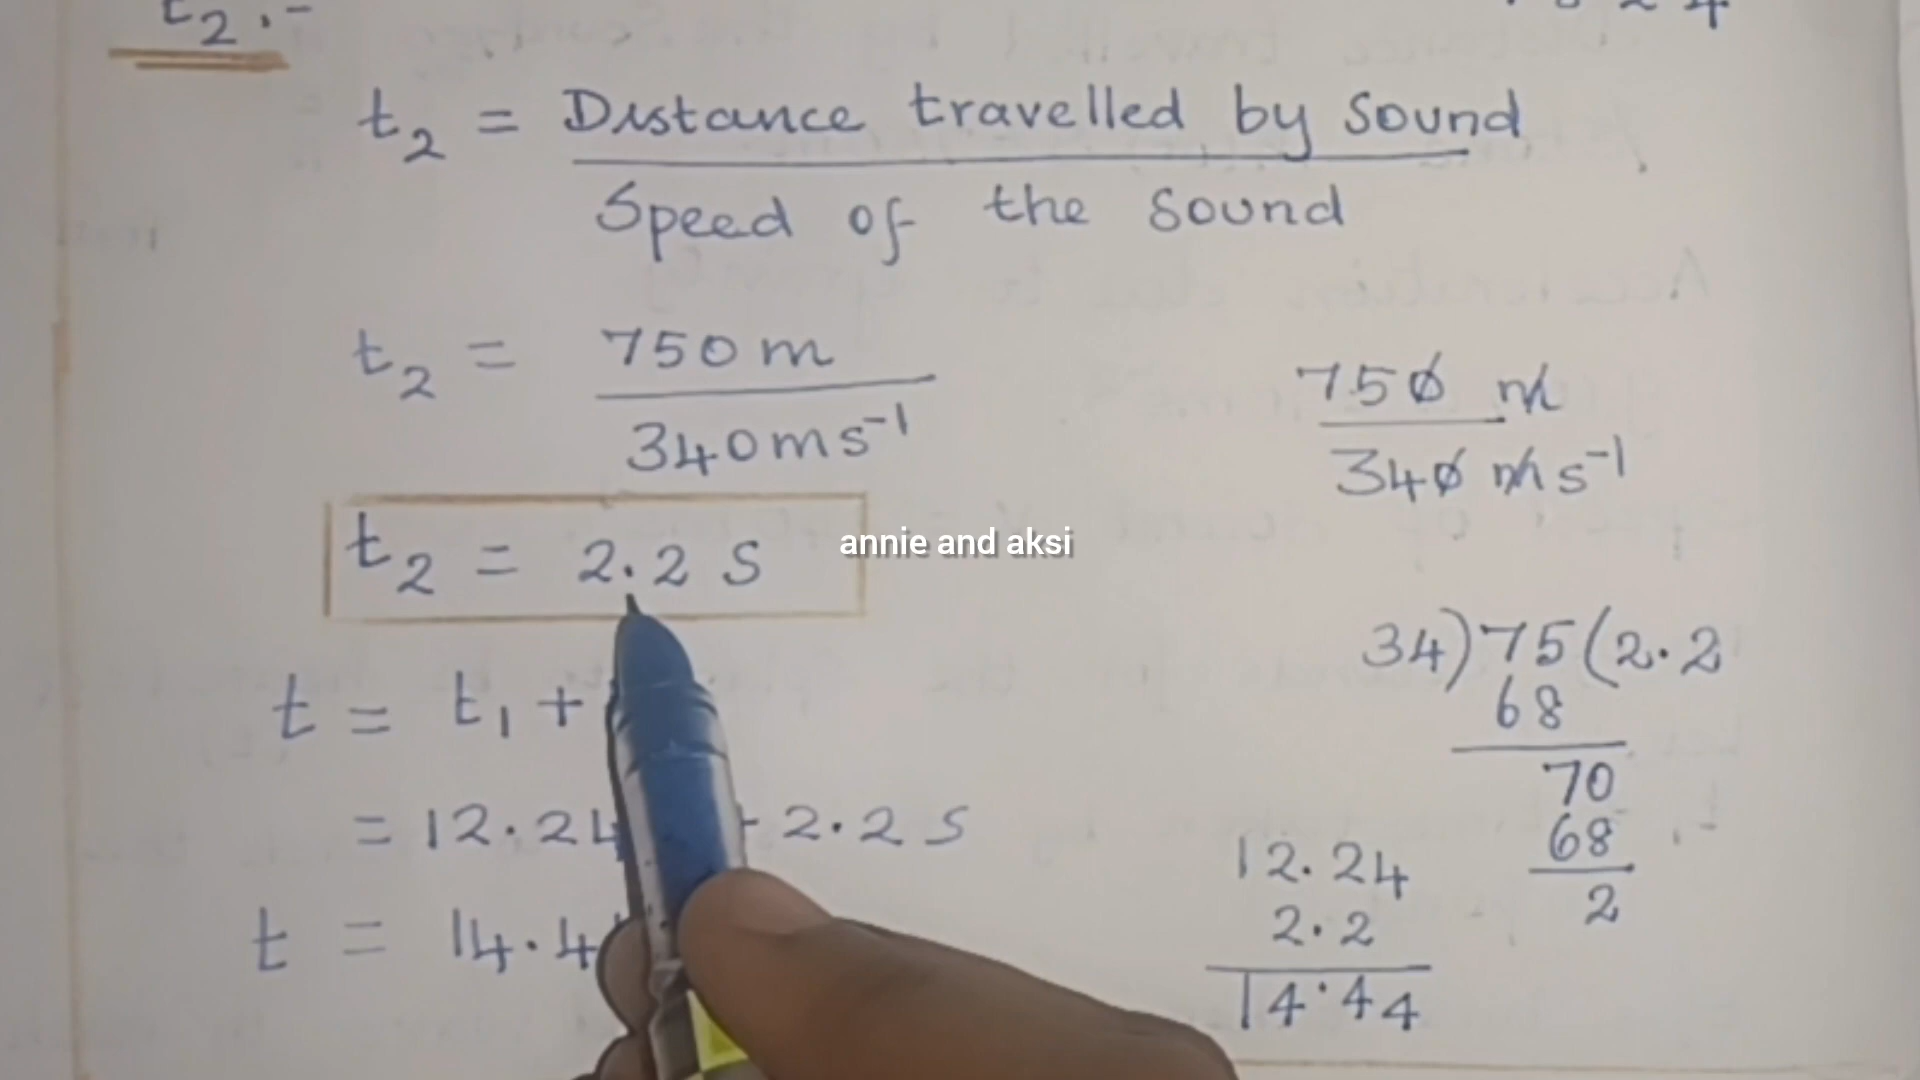 t2 :-
t2 = Distance travelled by Sound
Speed of the Sound
t2 = 750 m
340 m s⁻¹
750 m
340 m s⁻¹
t2 = 2.2 S
annie and aksi
34)75(2.2
68
70
68
2
t = t1 +
= 12.24 + 2.2 s
t = 14.4
12.24
2.2
14.44